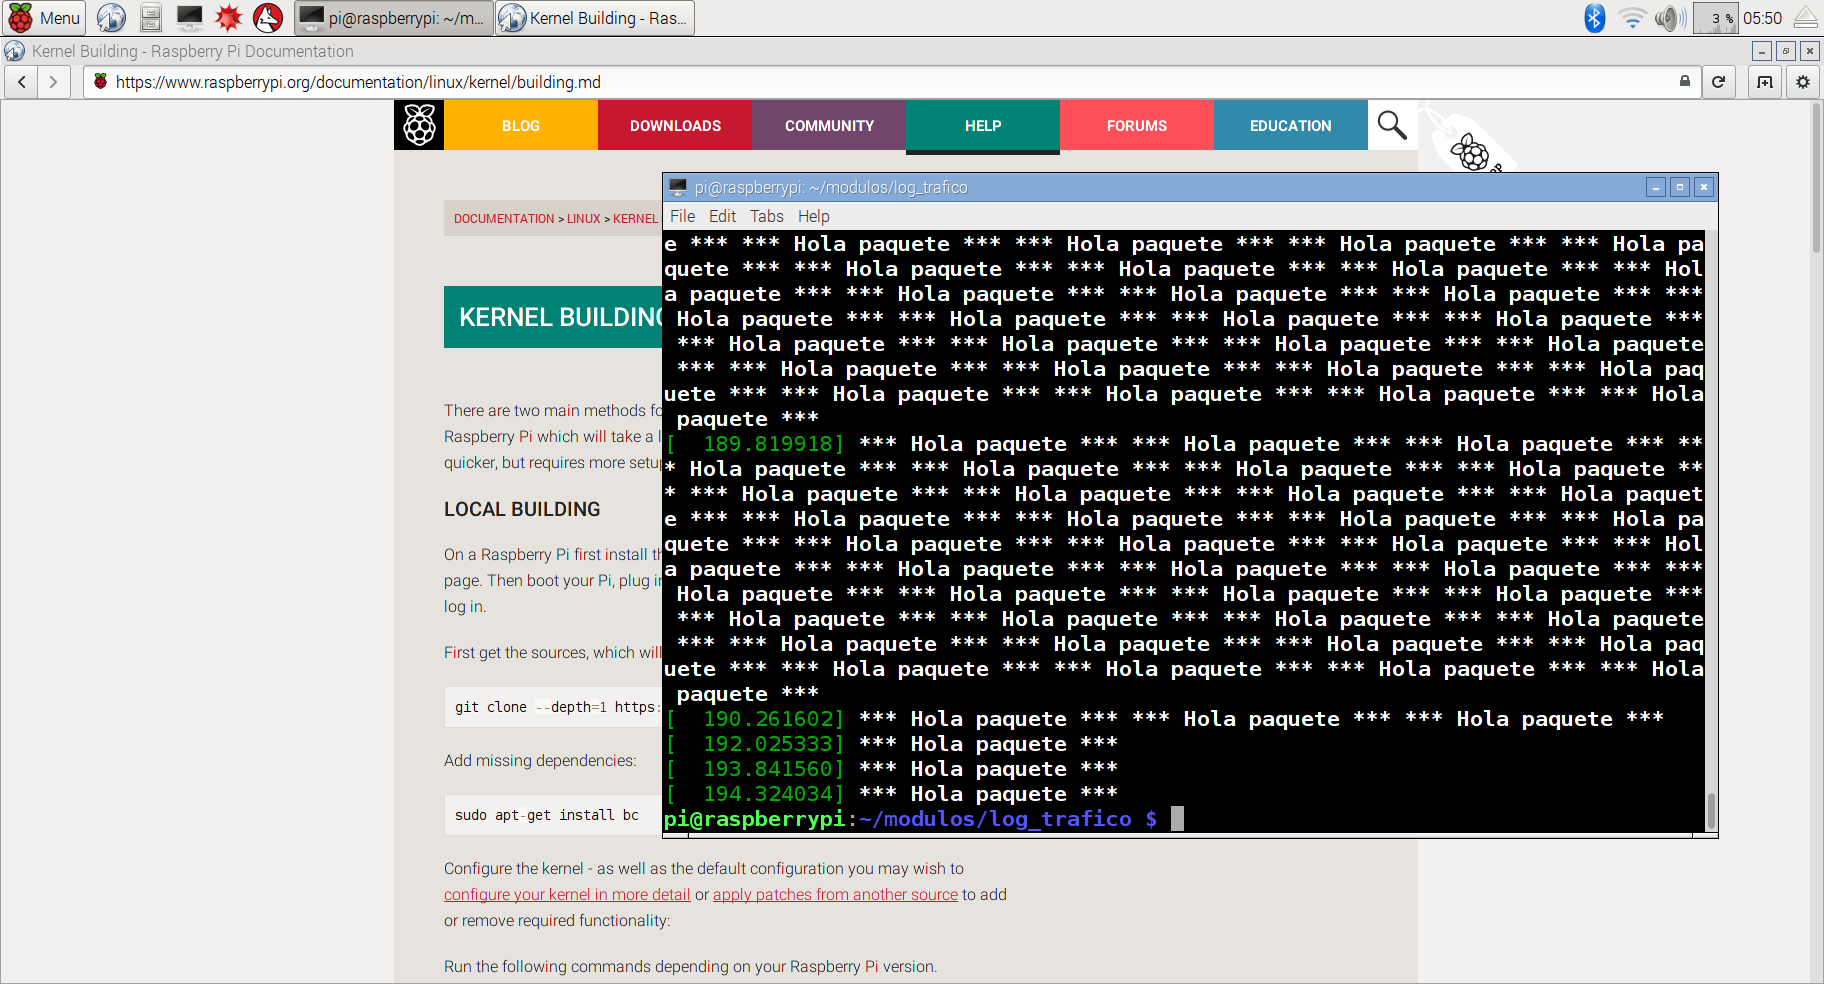 Menu
pi@raspberrypi: ~/m...
Kernel Building - Ras...
3 %
05:50
Kernel Building - Raspberry Pi Documentation
https://www.raspberrypi.org/documentation/linux/kernel/building.md
BLOG
DOWNLOADS
COMMUNITY
HELP
FORUMS
EDUCATION
DOCUMENTATION > LINUX > KERNEL
KERNEL BUILDING
There are two main methods fo
Raspberry Pi which will take a l
quicker, but requires more setup
LOCAL BUILDING
On a Raspberry Pi first install th
page. Then boot your Pi, plug in
log in.
First get the sources, which will
git clone --depth=1 https:
Add missing dependencies:
sudo apt-get install bc
Configure the kernel - as well as the default configuration you may wish to
configure your kernel in more detail or apply patches from another source to add
or remove required functionality:
Run the following commands depending on your Raspberry Pi version.
pi@raspberrypi: ~/modulos/log_trafico
File Edit Tabs Help
e *** *** Hola paquete *** *** Hola paquete *** *** Hola paquete *** *** Hola pa
quete *** *** Hola paquete *** *** Hola paquete *** *** Hola paquete *** *** Hol
a paquete *** *** Hola paquete *** *** Hola paquete *** *** Hola paquete *** ***
 Hola paquete *** *** Hola paquete *** *** Hola paquete *** *** Hola paquete ***
 *** Hola paquete *** *** Hola paquete *** *** Hola paquete *** *** Hola paquete
 *** *** Hola paquete *** *** Hola paquete *** *** Hola paquete *** *** Hola paq
uete *** *** Hola paquete *** *** Hola paquete *** *** Hola paquete *** *** Hola
 paquete ***
[  189.819918] *** Hola paquete *** *** Hola paquete *** *** Hola paquete *** **
* Hola paquete *** *** Hola paquete *** *** Hola paquete *** *** Hola paquete **
* *** Hola paquete *** *** Hola paquete *** *** Hola paquete *** *** Hola paquet
e *** *** Hola paquete *** *** Hola paquete *** *** Hola paquete *** *** Hola pa
quete *** *** Hola paquete *** *** Hola paquete *** *** Hola paquete *** *** Hol
a paquete *** *** Hola paquete *** *** Hola paquete *** *** Hola paquete *** ***
 Hola paquete *** *** Hola paquete *** *** Hola paquete *** *** Hola paquete ***
 *** Hola paquete *** *** Hola paquete *** *** Hola paquete *** *** Hola paquete
 *** *** Hola paquete *** *** Hola paquete *** *** Hola paquete *** *** Hola paq
uete *** *** Hola paquete *** *** Hola paquete *** *** Hola paquete *** *** Hola
 paquete ***
[  190.261602] *** Hola paquete *** *** Hola paquete *** *** Hola paquete ***
[  192.025333] *** Hola paquete ***
[  193.841560] *** Hola paquete ***
[  194.324034] *** Hola paquete ***
pi@raspberrypi:~/modulos/log_trafico $